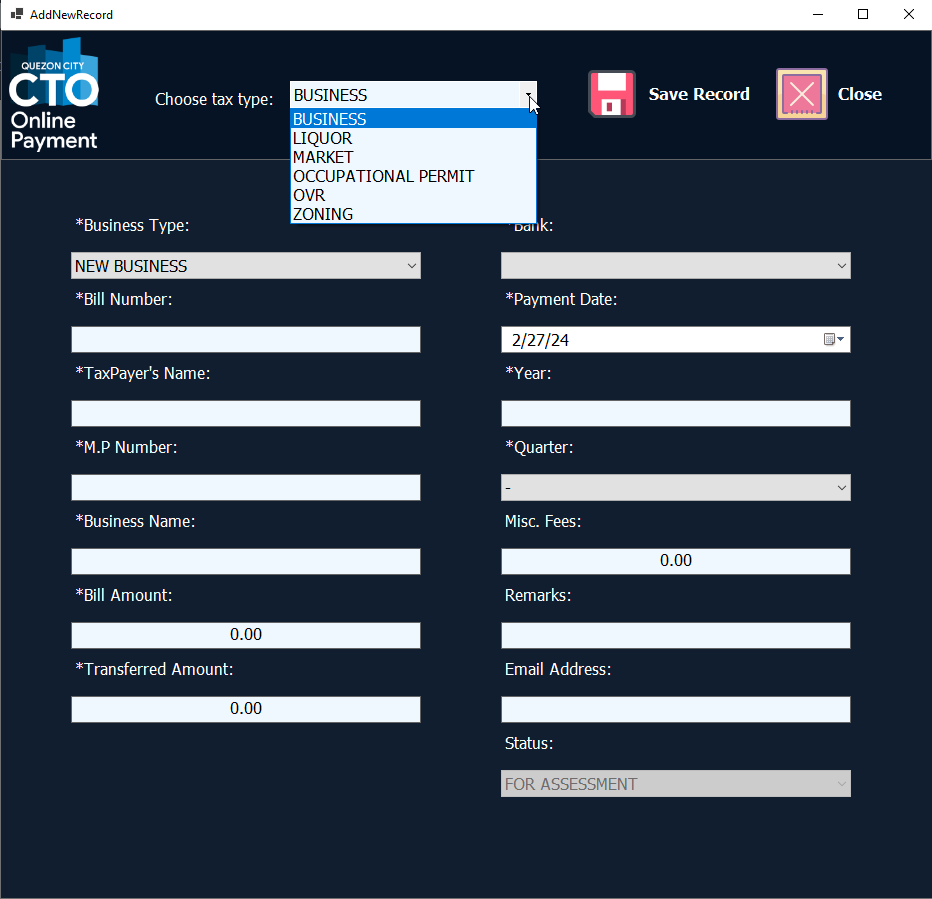 AddNewRecord
QUEZON CITY
CTO
Online
Payment
Choose tax type:
BUSINESS
Save Record
Close
BUSINESS
LIQUOR
MARKET
OCCUPATIONAL PERMIT
OVR
ZONING
*Business Type:
*Bank:
NEW BUSINESS
*Bill Number:
*Payment Date:
2/27/24
*TaxPayer's Name:
*Year:
*M.P Number:
*Quarter:
-
*Business Name:
Misc. Fees:
0.00
*Bill Amount:
Remarks:
0.00
*Transferred Amount:
Email Address:
0.00
Status:
FOR ASSESSMENT